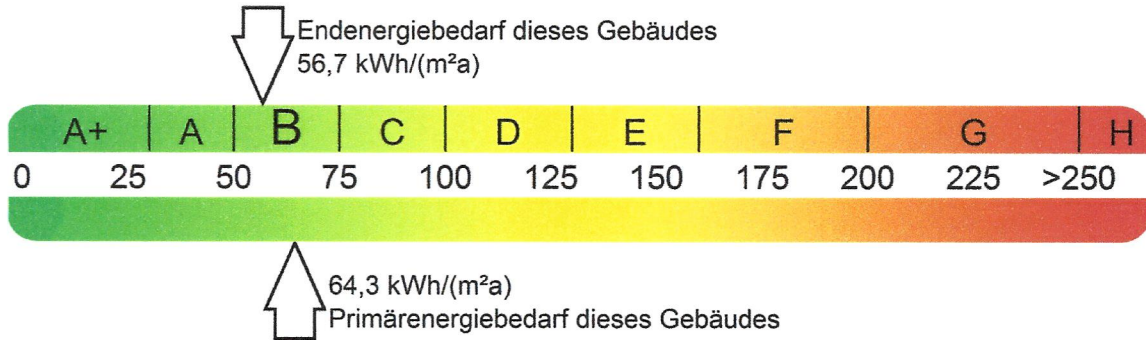 Endenergiebedarf dieses Gebäudes
56,7 kWh/(m²a)
A+ A B C D E F G H
0 25 50 75 100 125 150 175 200 225 >250
64,3 kWh/(m²a)
Primärenergiebedarf dieses Gebäudes